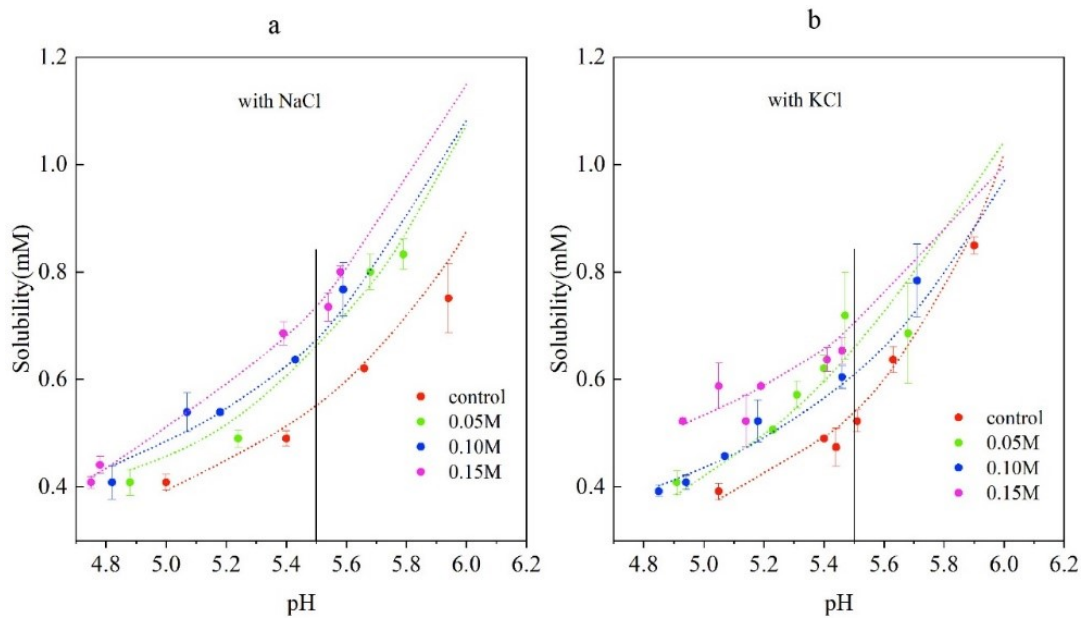 a
1.2
1.0
0.8
0.6
0.4
Solubility(mM)
with NaCl
control
0.05M
0.10M
0.15M
4.8 5.0 5.2 5.4 5.6 5.8 6.0 6.2
pH
b
1.2
1.0
0.8
0.6
0.4
Solubility(mM)
with KCl
control
0.05M
0.10M
0.15M
4.8 5.0 5.2 5.4 5.6 5.8 6.0 6.2
pH